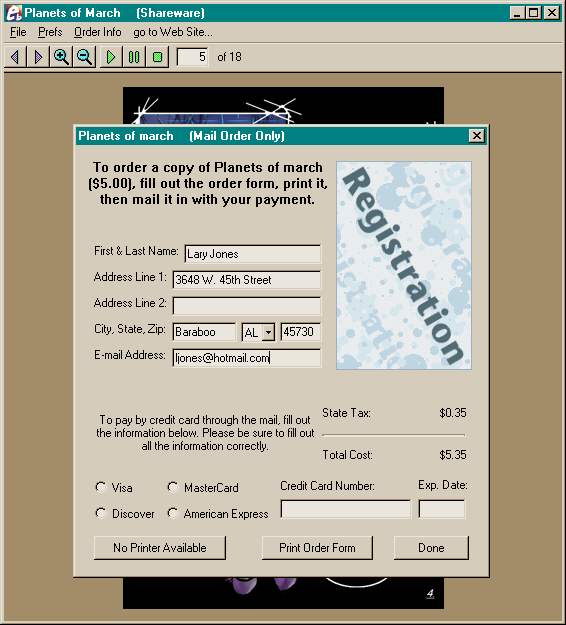 Planets of March (Shareware)
File Prefs Order Info go to Web Site...
5 of 18
Planets of march (Mail Order Only)
To order a copy of Planets of march
($5.00), fill out the order form, print it,
then mail it in with your payment.
Registration
First & Last Name: Lary Jones
Address Line 1: 3648 W. 45th Street
Address Line 2:
City, State, Zip: Baraboo AL 45730
E-mail Address: ljones@hotmail.com
To pay by credit card through the mail, fill out
the information below. Please be sure to fill out
all the information correctly.
State Tax: $0.35
Total Cost: $5.35
Visa MasterCard
Discover American Express
Credit Card Number: Exp. Date:
No Printer Available Print Order Form Done
4.